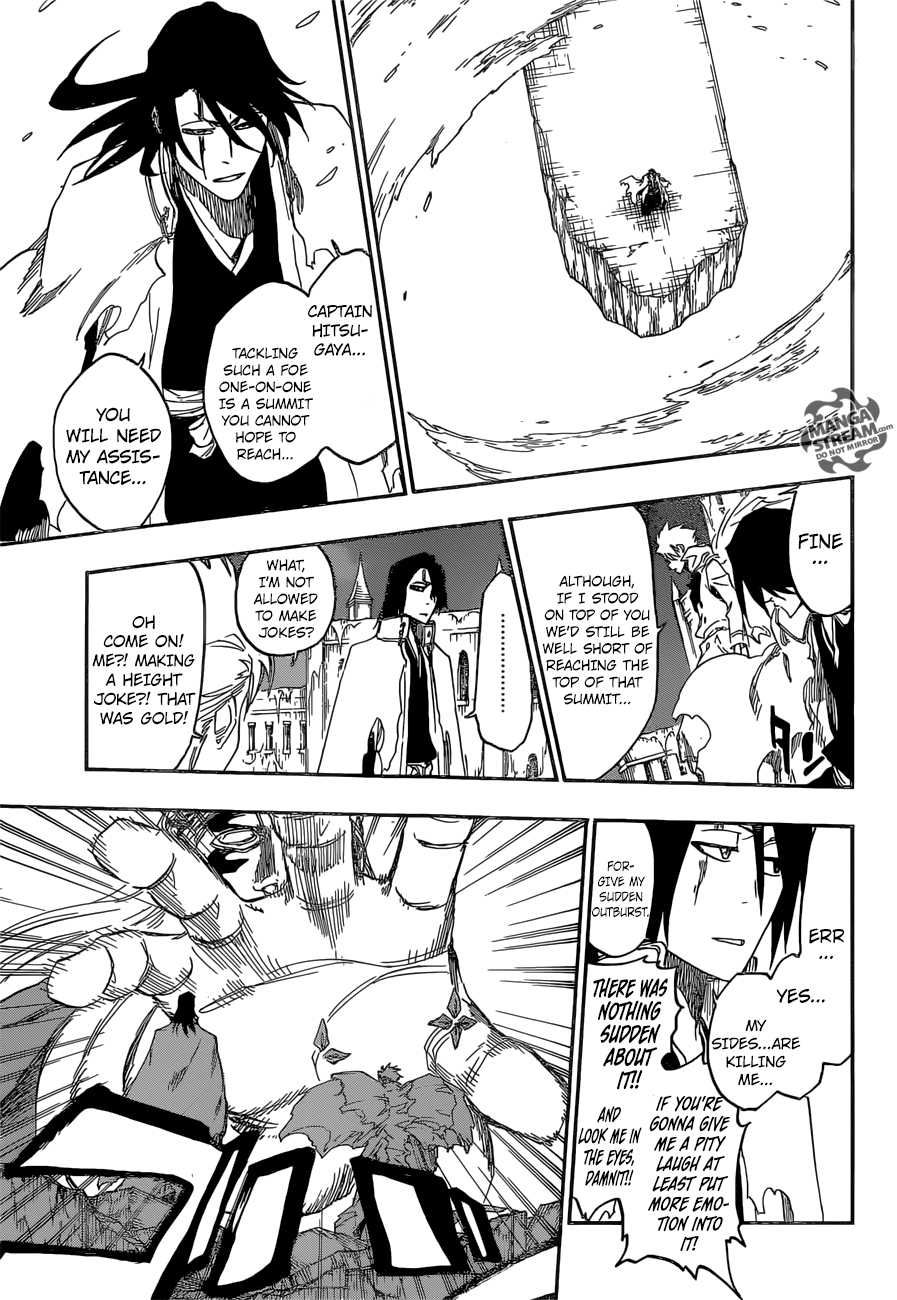 CAPTAIN
HITSU-
GAYA...
TACKLING
SUCH A FOE
ONE-ON-ONE
IS A SUMMIT
YOU CANNOT
HOPE TO
REACH...
YOU
WILL NEED
MY ASSIS-
TANCE...
MANGA
STREAM.com
DO NOT MIRROR
FINE
...
ALTHOUGH,
IF I STOOD
ON TOP OF YOU
WE'D STILL BE
WELL SHORT OF
REACHING THE
TOP OF THAT
SUMMIT...
..........
WHAT,
I'M NOT
ALLOWED
TO MAKE
JOKES?
OH
COME ON!
ME?! MAKING
A HEIGHT
JOKE?! THAT
WAS GOLD!
ERR
...
YES...
MY
SIDES...ARE
KILLING
ME...
FOR-
GIVE MY
SUDDEN
OUTBURST.
IF YOU'RE
GONNA GIVE
ME A PITY
LAUGH AT
LEAST PUT
MORE EMO-
TION INTO
IT!
THERE WAS
NOTHING
SUDDEN
ABOUT
IT!!
AND
LOOK ME IN
THE EYES,
DAMNIT!!